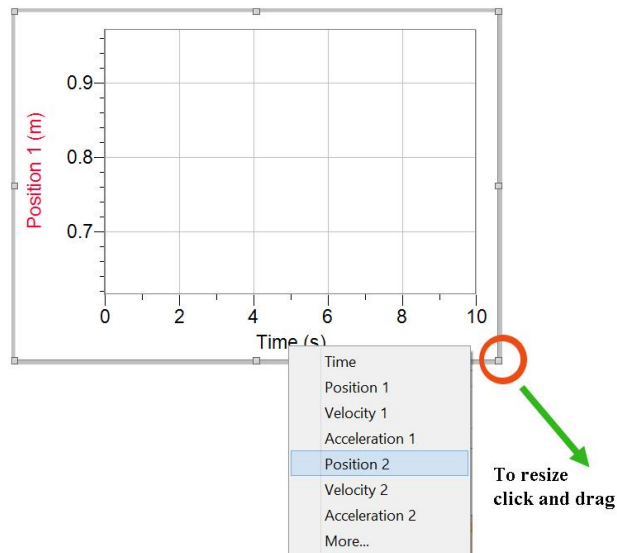 0.9
0.8
0.7
Position 1 (m)
0 2 4 6 8 10
Time (s)
Time
Position 1
Velocity 1
Acceleration 1
Position 2
Velocity 2
Acceleration 2
More...
To resize
click and drag